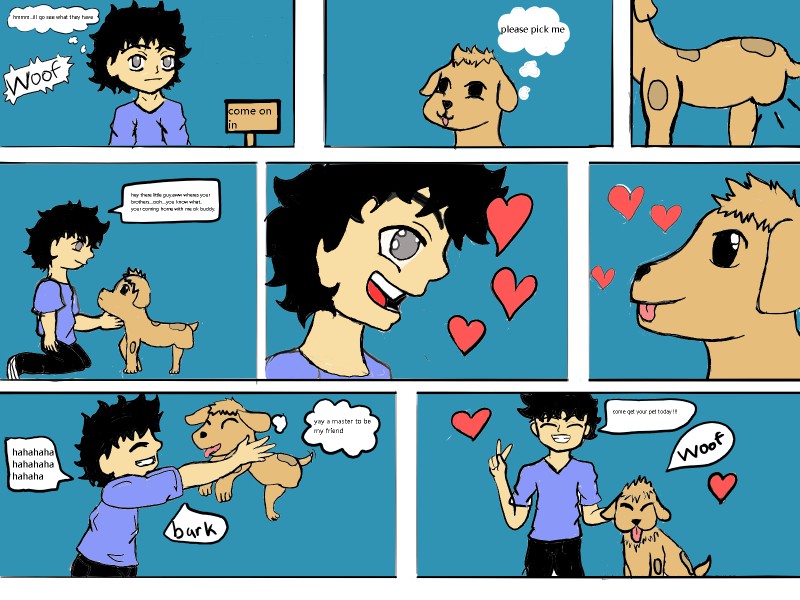 hmmm...ill go see what they have
Woof
come on
in
please pick me
hey there little guy.aww wheres your
brothers...ooh...you know what.
your coming home with me ok buddy.
hahahaha
hahahaha
hahaha
bark
yay a master to be
my friend
come get your pet today !!!
Woof